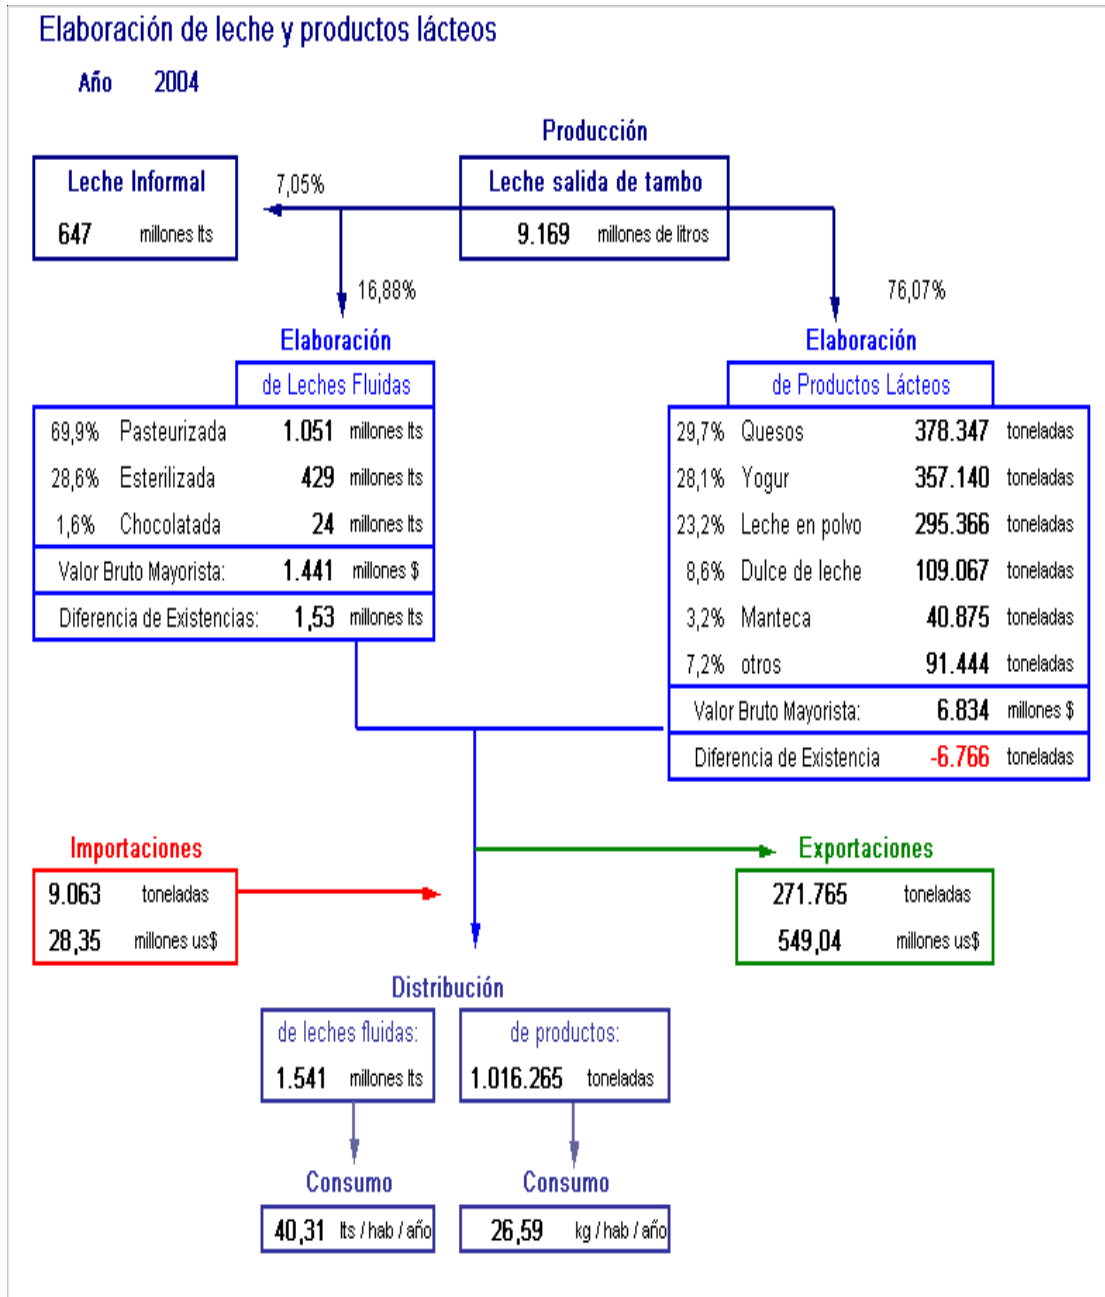 Elaboración de leche y productos lácteos
Año 2004
Producción
Leche Informal
7,05%
Leche salida de tambo
647 millones lts
9.169 millones de litros
16,88%
76,07%
Elaboración
de Leches Fluidas
69,9% Pasteurizada 1.051 millones lts
28,6% Esterilizada 429 millones lts
1,6% Chocolatada 24 millones lts
Valor Bruto Mayorista: 1.441 millones $
Diferencia de Existencias: 1,53 millones lts
Elaboración
de Productos Lácteos
29,7% Quesos 378.347 toneladas
28,1% Yogur 357.140 toneladas
23,2% Leche en polvo 295.366 toneladas
8,6% Dulce de leche 109.067 toneladas
3,2% Manteca 40.875 toneladas
7,2% otros 91.444 toneladas
Valor Bruto Mayorista: 6.834 millones $
Diferencia de Existencia -6.766 toneladas
Importaciones
9.063 toneladas
28,35 millones us$
Exportaciones
271.765 toneladas
549,04 millones us$
Distribución
de leches fluidas:
1.541 millones lts
de productos:
1.016.265 toneladas
Consumo
40,31 lts / hab / año
Consumo
26,59 kg / hab / año